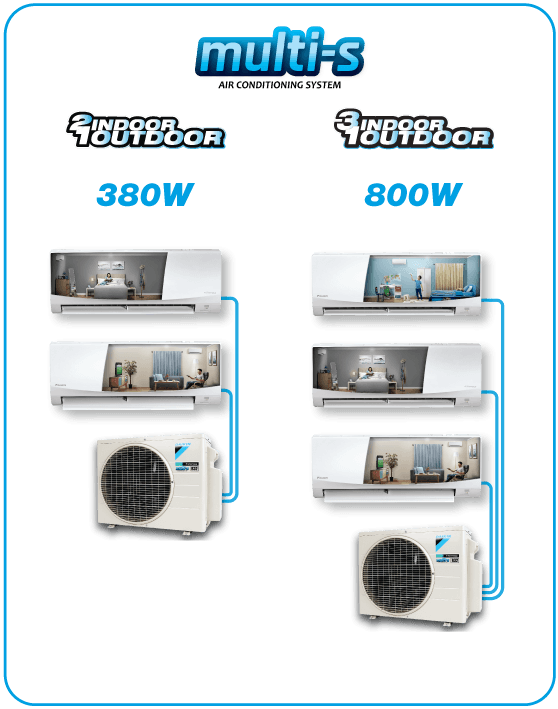 multi-s
AIR CONDITIONING SYSTEM
2 INDOOR
1 OUTDOOR
3 INDOOR
1 OUTDOOR
380W
800W